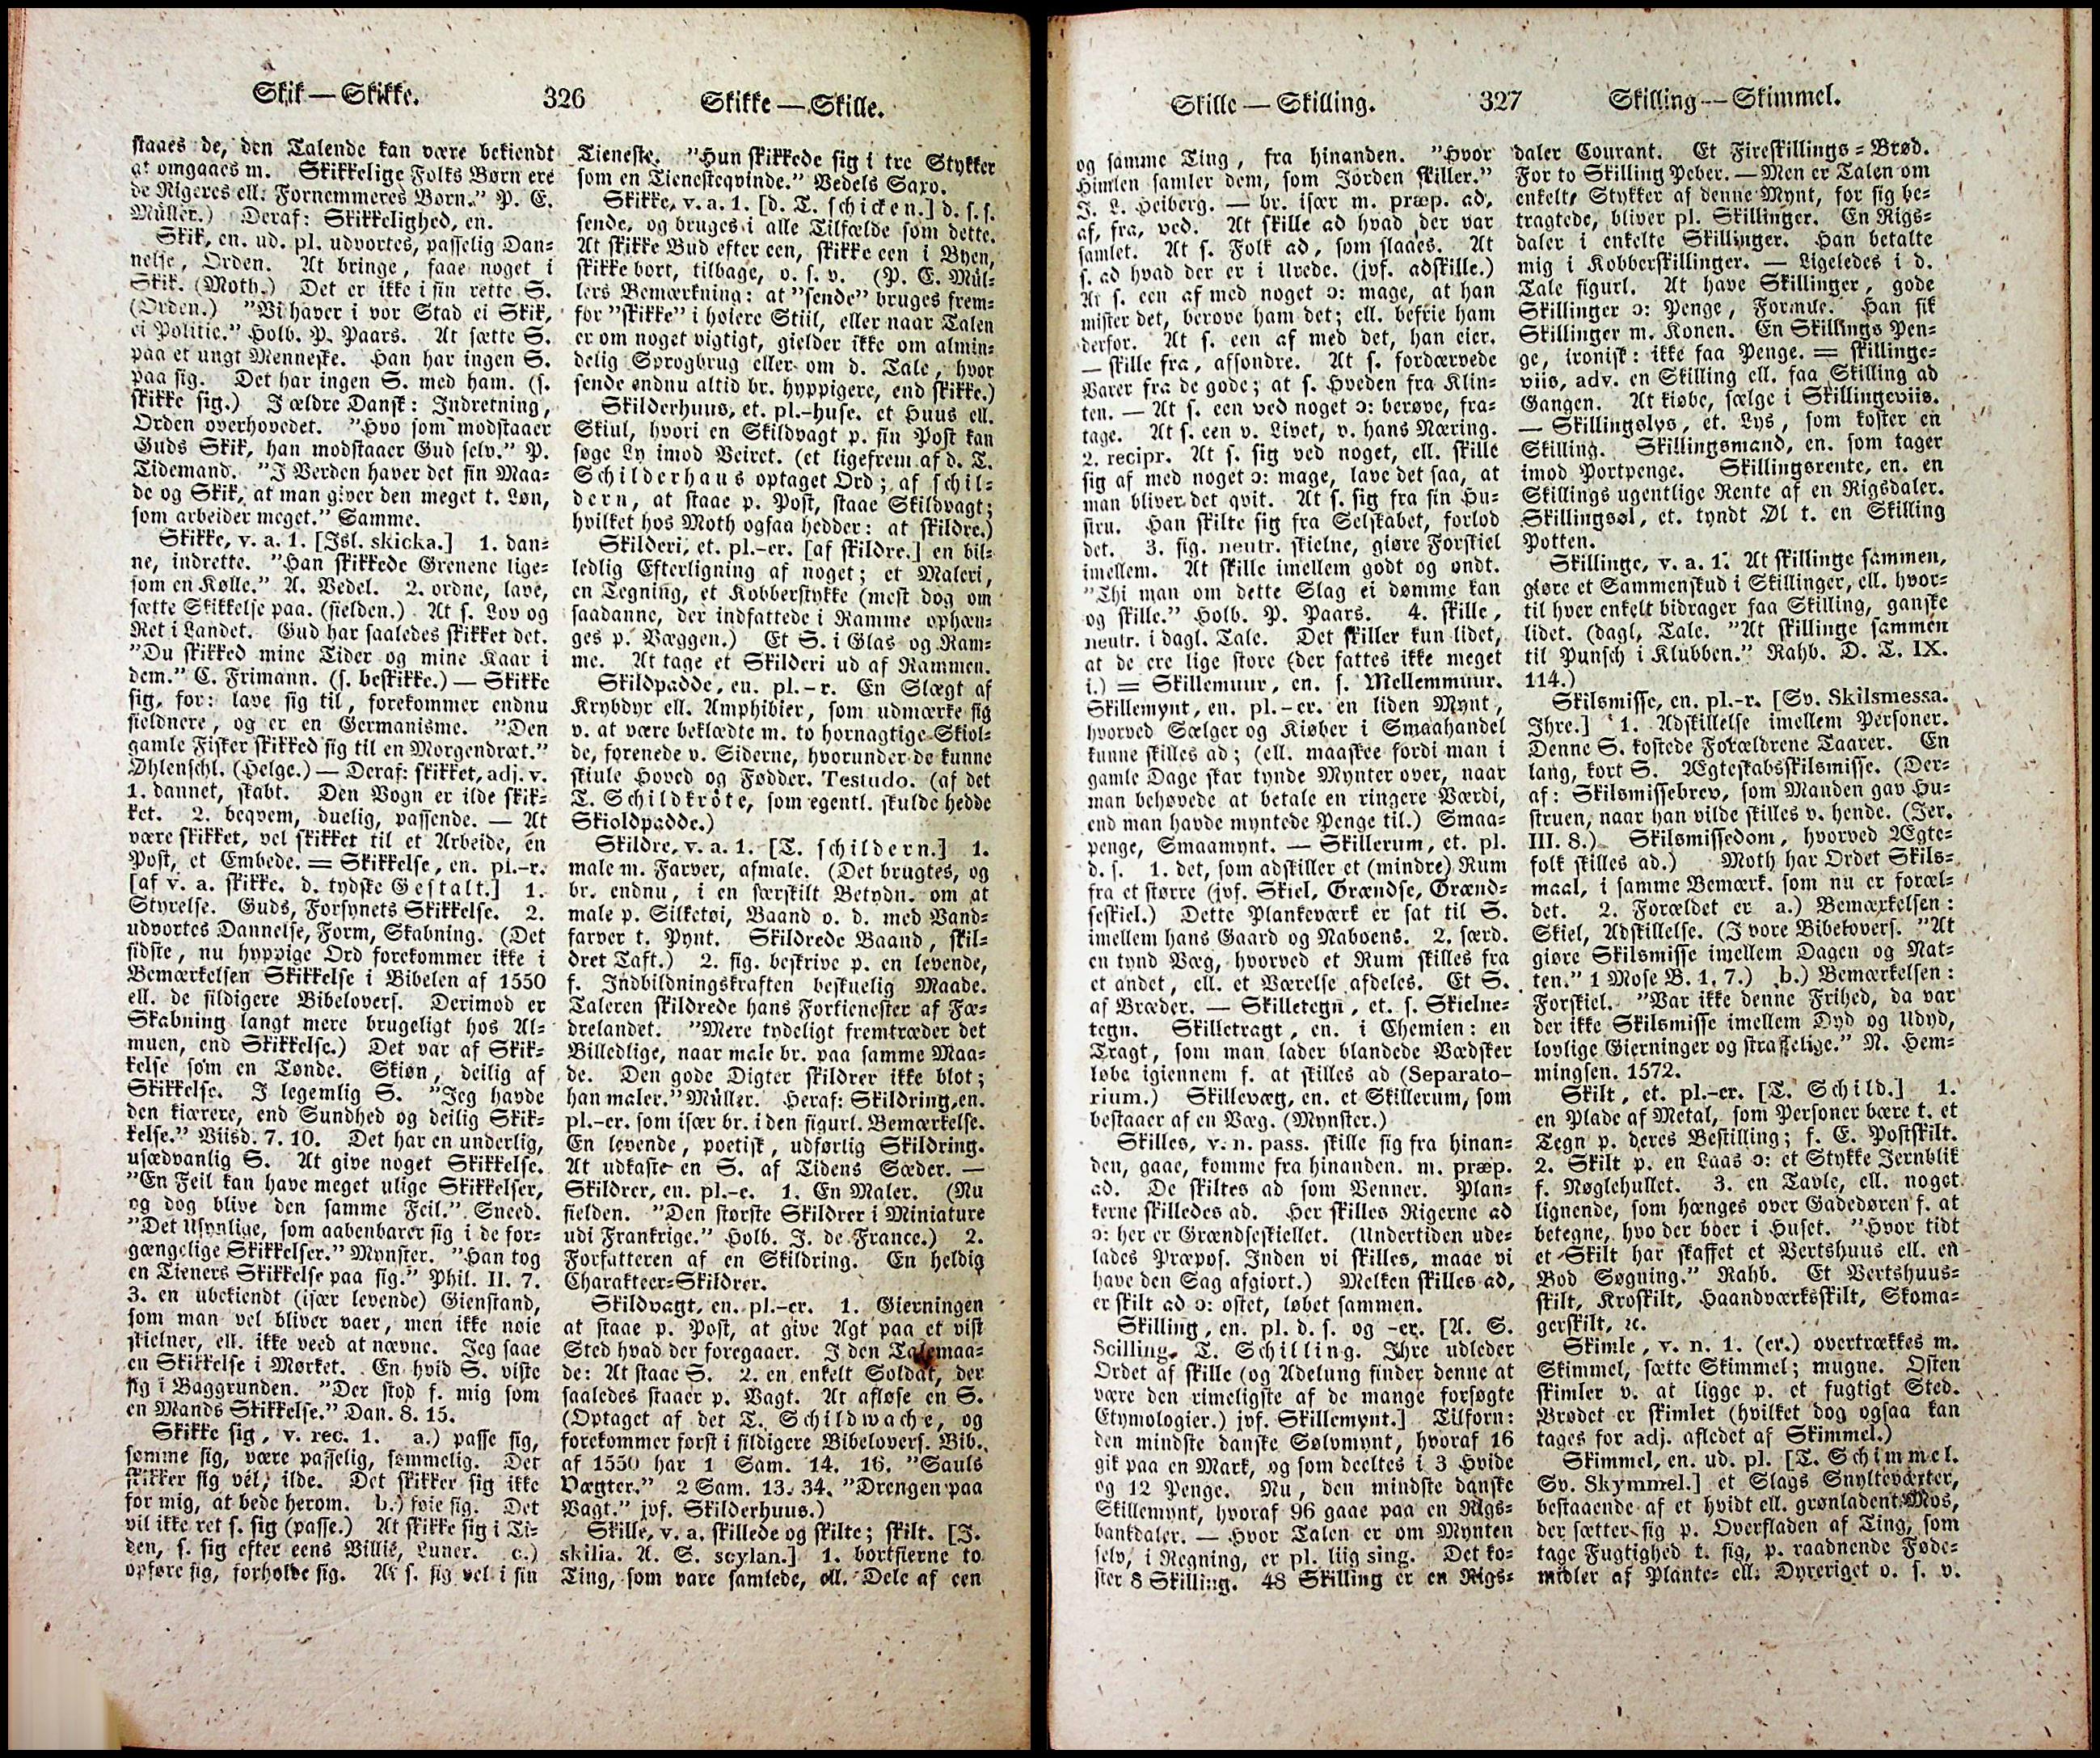 Skik — Skikke.
326
Skikke — Skille.
staaes de, den Talende kan være bekiendt
at omgaaes m. Skikkelige Folks Børn ere
de Rigeres ell. Fornemmeres Børn." P. E.
Müller.) Deraf: Skikkelighed, en.
Skik, en. ud. pl. udvortes, passelig Dan-
nelse, Orden. At bringe, faae noget i
Skik. (Moth.) Det er ikke i sin rette S.
(Orden.) "Vi haver i vor Stad ei Skik,
ei Politie." Holb. P. Paars. At sætte S.
paa et ungt Menneske. Han har ingen S.
paa sig. Det har ingen S. med ham. (s.
skikke sig.) I ældre Dansk: Indretning,
Orden overhovedet. "Hvo som modstaaer
Guds Skik, han modstaaer Gud selv." P.
Tidemand. "I Verden haver det sin Maa-
de og Skik, at man giver den meget t. Løn,
som arbeider meget." Samme.
Skikke, v. a. 1. [Isl. skicka.] 1. dan-
ne, indrette. "Han skikkede Grenene lige-
som en Kølle." A. Vedel. 2. ordne, lave,
sætte Skikkelse paa. (sielden.) At s. Lov og
Ret i Landet. Gud har saaledes skikket det.
"Du skikked mine Tider og mine Kaar i
dem." C. Frimann. (s. beskikke.) — Skikke
sig, for: lave sig til, forekommer endnu
sieldnere, og er en Germanisme. "Den
gamle Fisker skikked sig til en Morgendræt."
Øhlenschl. (Helge.) — Deraf: skikket, adj. v.
1. dannet, skabt. Den Vogn er ilde skik-
ket. 2. beqvem, duelig, passende. — At
være skikket, vel skikket til et Arbeide, en
Post, et Embede. = Skikkelse, en. pl.-r.
[af v. a. skikke. d. tydske Gestalt.] 1.
Styrelse. Guds, Forsynets Skikkelse. 2.
udvortes Dannelse, Form, Skabning. (Det
sidste, nu hyppige Ord forekommer ikke i
Bemærkelsen Skikkelse i Bibelen af 1550
ell. de sildigere Bibelovers. Derimod er
Skabning langt mere brugeligt hos Al-
muen, end Skikkelse.) Det var af Skik-
kelse som en Tønde. Skiøn, deilig af
Skikkelse. I legemlig S. "Jeg havde
den kiærere, end Sundhed og deilig Skik-
kelse." Viisd. 7. 10. Det har en underlig,
usædvanlig S. At give noget Skikkelse.
"En Feil kan have meget ulige Skikkelser,
og dog blive den samme Feil." Sneed.
"Det Usynlige, som aabenbarer sig i de for-
gængelige Skikkelser." Mynster. "Han tog
en Tieners Skikkelse paa sig." Phil. II. 7.
3. en ubekiendt (især levende) Gienstand,
som man vel bliver vaer, men ikke nøie
skielner, ell. ikke veed at nævne. Jeg saae
en Skikkelse i Mørket. En hvid S. viste
sig i Baggrunden. "Der stod f. mig som
en Mands Skikkelse." Dan. 8. 15.
Skikke sig, v. rec. 1. a.) passe sig,
sømme sig, være passelig, sømmelig. Det
skikker sig vel, ilde. Det skikker sig ikke
for mig, at bede herom. b.) føie sig. Det
vil ikke ret s. sig (passe.) At skikke sig i Ti-
den, s. sig efter eens Villie, Luner. c.)
opføre sig, forholde sig. At s. sig vel i sin
Tieneste. "Hun skikkede sig i tre Stykker
som en Tienesteqvinde." Vedels Saxo.
Skikke, v. a. 1. [d. T. schicken.] d. s. s.
sende, og bruges i alle Tilfælde som dette.
At skikke Bud efter een, skikke een i Byen,
skikke bort, tilbage, o. s. v. (P. E. Mül-
lers Bemærkning: at "sende" bruges frem-
for "skikke" i høiere Stiil, eller naar Talen
er om noget vigtigt, gielder ikke om almin-
delig Sprogbrug eller om d. Tale, hvor
sende endnu altid br. hyppigere, end skikke.)
Skilderhuus, et. pl.-huse. et Huus ell.
Skiul, hvori en Skildvagt p. sin Post kan
søge Ly imod Veiret. (et ligefrem af d. T.
Schilderhaus optaget Ord; af schil-
dern, at staae p. Post, staae Skildvagt;
hvilket hos Moth ogsaa hedder: at skildre.)
Skilderi, et. pl.-er. [af skildre.] en bil-
ledlig Efterligning af noget; et Maleri,
en Tegning, et Kobberstykke (mest dog om
saadanne, der indfattede i Ramme ophæn-
ges p. Væggen.) Et S. i Glas og Ram-
me. At tage et Skilderi ud af Rammen.
Skildpadde, en. pl.-r. En Slægt af
Krybdyr ell. Amphibier, som udmærke sig
v. at være beklædte m. to hornagtige Skiol-
de, forenede v. Siderne, hvorunder de kunne
skiule Hoved og Fødder. Testudo. (af det
T. Schildkröte, som egentl. skulde hedde
Skioldpadde.)
Skildre, v. a. 1. [T. schildern.] 1.
male m. Farver, afmale. (Det brugtes, og
br. endnu, i en særskilt Betydn. om at
male p. Silketøi, Baand o. d. med Vand-
farver t. Pynt. Skildrede Baand, skil-
dret Taft.) 2. fig. beskrive p. en levende,
f. Indbildningskraften beskuelig Maade.
Taleren skildrede hans Fortienester af Fæ-
drelandet. "Mere tydeligt fremtræder det
Billedlige, naar male br. paa samme Maa-
de. Den gode Digter skildrer ikke blot;
han maler." Müller. Heraf: Skildring, en.
pl.-er. som især br. i den figurl. Bemærkelse.
En levende, poetisk, udførlig Skildring.
At udkaste en S. af Tidens Sæder. —
Skildrer, en. pl.-e. 1. En Maler. (Nu
sielden. "Den største Skildrer i Miniature
udi Frankrige." Holb. J. de France.) 2.
Forfatteren af en Skildring. En heldig
Charakteer-Skildrer.
Skildvagt, en. pl.-er. 1. Gierningen
at staae p. Post, at give Agt paa et vist
Sted hvad der foregaaer. I den Talemaa-
de: At staae S. 2. en enkelt Soldat, der
saaledes staaer p. Vagt. At afløse en S.
(Optaget af det T. Schildwache, og
forekommer først i sildigere Bibelovers. Bib.
af 1550 har 1 Sam. 14. 16. "Sauls
Vægter." 2 Sam. 13. 34. "Drengen paa
Vagt." jvf. Skilderhuus.)
Skille, v. a. skillede og skilte; skilt. [I.
skilia. A. S. scylan.] 1. bortfierne to
Ting, som vare samlede, ell. Dele af een
Skille — Skilling.
327
Skilling — Skimmel.
og samme Ting, fra hinanden. "Hvor
Himlen samler dem, som Jorden skiller."
J. L. Heiberg. — br. især m. præp. ad,
af, fra, ved. At skille ad hvad der var
samlet. At s. Folk ad, som slaaes. At
s. ad hvad der er i Urede. (jvf. adskille.)
At s. een af med noget ɔ: mage, at han
mister det, berøve ham det; ell. befrie ham
derfor. At s. een af med det, han eier.
— skille fra, afsondre. At s. fordærvede
Varer fra de gode; at s. Hveden fra Klin-
ten. — At s. een ved noget ɔ: berøve, fra-
tage. At s. een v. Livet, v. hans Næring.
2. recipr. At s. sig ved noget, ell. skille
sig af med noget ɔ: mage, lave det saa, at
man bliver det qvit. At s. sig fra sin Hu-
stru. Han skilte sig fra Selskabet, forlod
det. 3. fig. neutr. skielne, giøre Forskiel
imellem. At skille imellem godt og ondt.
"Thi man om dette Slag ei dømme kan
og skille." Holb. P. Paars. 4. skille,
neutr. i dagl. Tale. Det skiller kun lidet,
at de ere lige store (der fattes ikke meget
i.) = Skillemuur, en. s. Mellemmuur.
Skillemynt, en. pl.-er. en liden Mynt,
hvorved Sælger og Kiøber i Smaahandel
kunne skilles ad; (ell. maaskee fordi man i
gamle Dage skar tynde Mynter over, naar
man behøvede at betale en ringere Værdi,
end man havde myntede Penge til.) Smaa-
penge, Smaamynt. — Skillerum, et. pl.
d. s. 1. det, som adskiller et (mindre) Rum
fra et større (jvf. Skiel, Grændse, Grænd-
seskiel.) Dette Plankeværk er sat til S.
imellem hans Gaard og Naboens. 2. særd.
en tynd Væg, hvorved et Rum skilles fra
et andet, ell. et Værelse afdeles. Et S.
af Bræder. — Skilletegn, et. s. Skielne-
tegn. Skilletragt, en. i Chemien: en
Tragt, som man lader blandede Vædsker
løbe igiennem f. at skilles ad (Separato-
rium.) Skillevæg, en. et Skillerum, som
bestaaer af en Væg. (Mynster.)
Skilles, v. n. pass. skille sig fra hinan-
den, gaae, komme fra hinanden. m. præp.
ad. De skiltes ad som Venner. Plan-
kerne skilledes ad. Her skilles Rigerne ad
ɔ: her er Grændseskiellet. (Undertiden ude-
lades Præpos. Inden vi skilles, maae vi
have den Sag afgiort.) Melken skilles ad,
er skilt ad ɔ: ostet, løbet sammen.
Skilling, en. pl. d. s. og -er. [A. S.
Scilling. T. Schilling. Ihre udleder
Ordet af skille (og Adelung finder denne at
være den rimeligste af de mange forsøgte
Etymologier.) jvf. Skillemynt.] Tilforn:
den mindste danske Sølvmynt, hvoraf 16
gik paa en Mark, og som deeltes i 3 Hvide
og 12 Penge. Nu, den mindste danske
Skillemynt, hvoraf 96 gaae paa en Rigs-
bankdaler. — Hvor Talen er om Mynten
selv, i Regning, er pl. liig sing. Det ko-
ster 8 Skilling. 48 Skilling er en Rigs-
daler Courant. Et Fireskillings-Brød.
For to Skilling Peber. — Men er Talen om
enkelte Stykker af denne Mynt, for sig be-
tragtede, bliver pl. Skillinger. En Rigs-
daler i enkelte Skillinger. Han betalte
mig i Kobberskillinger. — Ligeledes i d.
Tale figurl. At have Skillinger, gode
Skillinger ɔ: Penge, Formue. Han fik
Skillinger m. Konen. En Skillings Pen-
ge, ironisk: ikke faa Penge. = skillinge-
viis, adv. en Skilling ell. faa Skilling ad
Gangen. At kiøbe, sælge i Skillingeviis.
— Skillingslys, et. Lys, som koster en
Skilling. Skillingsmand, en. som tager
imod Portpenge. Skillingsrente, en. en
Skillings ugentlige Rente af en Rigsdaler.
Skillingsøl, et. tyndt Øl t. en Skilling
Potten.
Skillinge, v. a. 1. At skillinge sammen,
giøre et Sammenskud i Skillinger, ell. hvor-
til hver enkelt bidrager faa Skilling, ganske
lidet. (dagl. Tale. "At skillinge sammen
til Punsch i Klubben." Rahb. D. T. IX.
114.)
Skilsmisse, en. pl.-r. [Sv. Skilsmessa.
Ihre.] 1. Adskillelse imellem Personer.
Denne S. kostede Forældrene Taarer. En
lang, kort S. Ægteskabsskilsmisse. (Der-
af: Skilsmissebrev, som Manden gav Hu-
struen, naar han vilde skilles v. hende. (Jer.
III. 8.) Skilsmissedom, hvorved Ægte-
folk skilles ad.) Moth har Ordet Skils-
maal, i samme Bemærk. som nu er foræl-
det. 2. Forældet er a.) Bemærkelsen:
Skiel, Adskillelse. (I vore Bibelovers. "At
giøre Skilsmisse imellem Dagen og Nat-
ten." 1 Mose B. 1, 7.) b.) Bemærkelsen:
Forskiel. "Var ikke denne Frihed, da var
der ikke Skilsmisse imellem Dyd og Udyd,
lovlige Gierninger og straffelige." N. Hem-
mingsen. 1572.
Skilt, et. pl.-er. [T. Schild.] 1.
en Plade af Metal, som Personer bære t. et
Tegn p. deres Bestilling; f. E. Postskilt.
2. Skilt p. en Laas ɔ: et Stykke Jernblik
f. Nøglehullet. 3. en Tavle, ell. noget
lignende, som hænges over Gadedøren f. at
betegne, hvo der boer i Huset. "Hvor tidt
et Skilt har skaffet et Vertshuus ell. en
Bod Søgning." Rahb. Et Vertshuus-
skilt, Kroskilt, Haandværksskilt, Skoma-
gerskilt, ꝛc.
Skimle, v. n. 1. (er.) overtrækkes m.
Skimmel, sætte Skimmel; mugne. Osten
skimler v. at ligge p. et fugtigt Sted.
Brødet er skimlet (hvilket dog ogsaa kan
tages for adj. afledet af Skimmel.)
Skimmel, en. ud. pl. [T. Schimmel.
Sv. Skymmel.] et Slags Snylteværter,
bestaaende af et hvidt ell. grønladent Mos,
der sætter sig p. Overfladen af Ting, som
tage Fugtighed t. sig, p. raadnende Føde-
midler af Plante- ell. Dyreriget o. s. v.